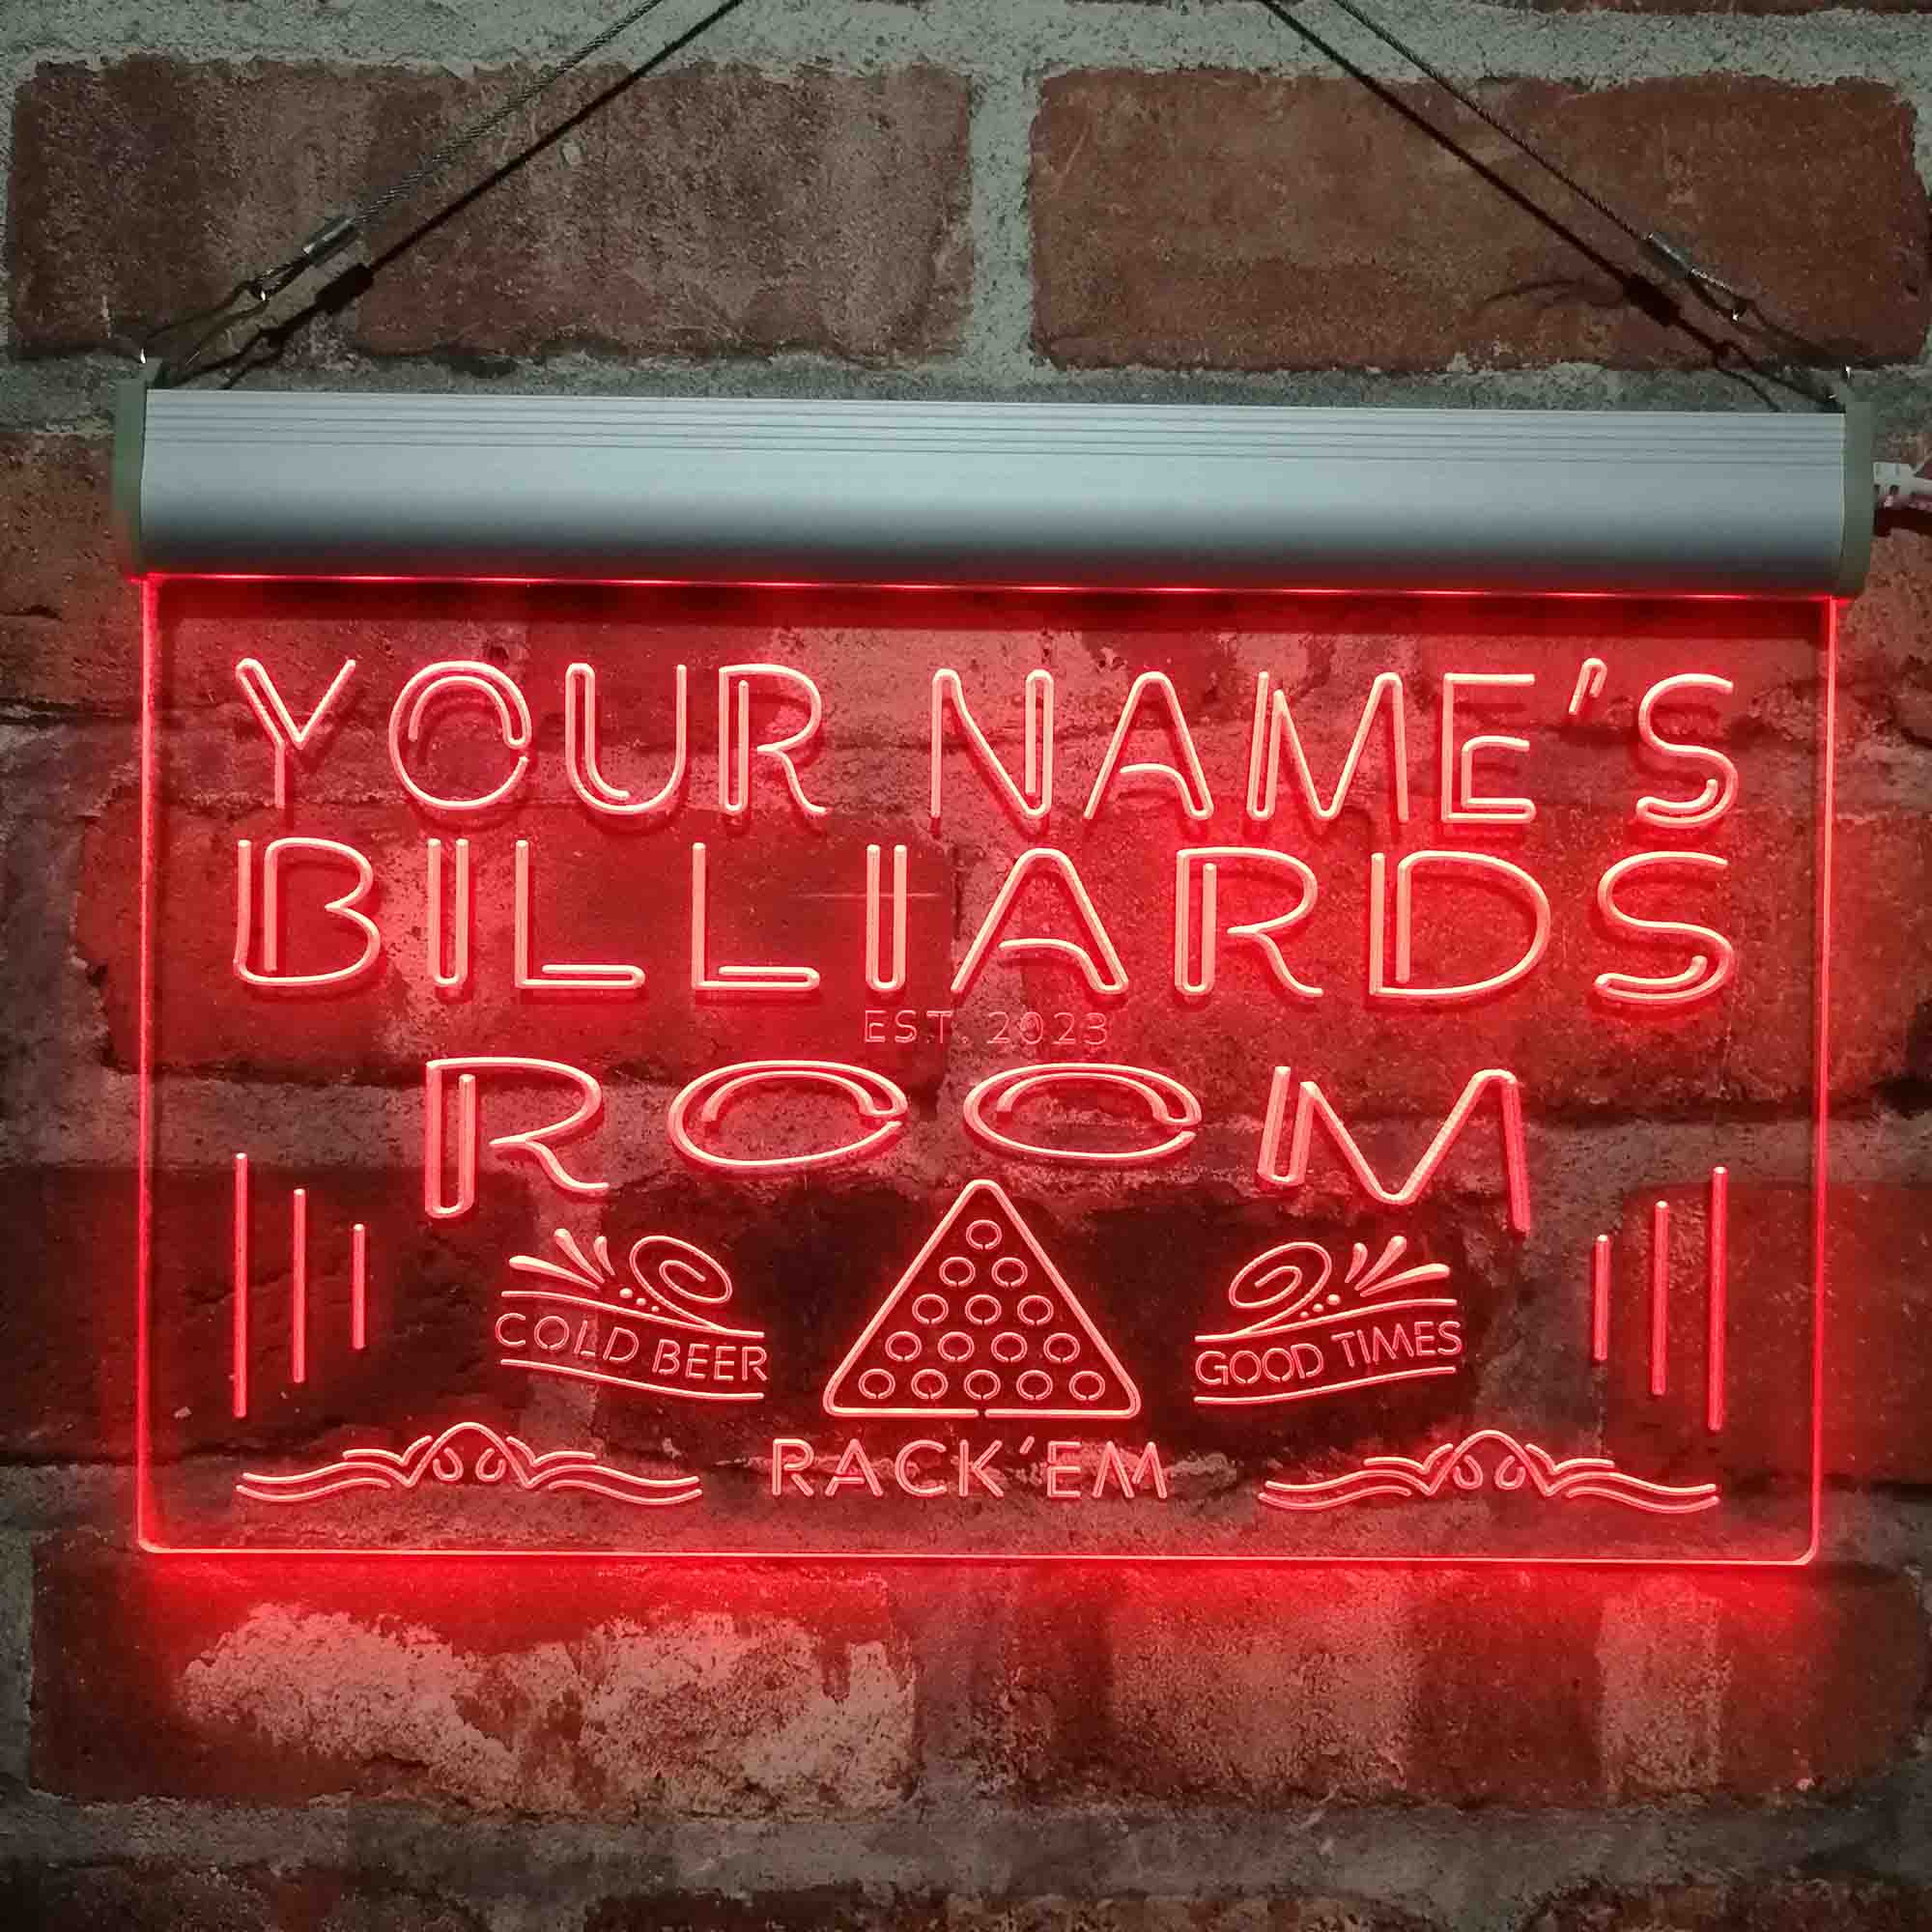 YOUR NAME'S
BILLIARDS
EST. 2023
ROOM
COLD BEER
GOOD TIMES
RACK'EM